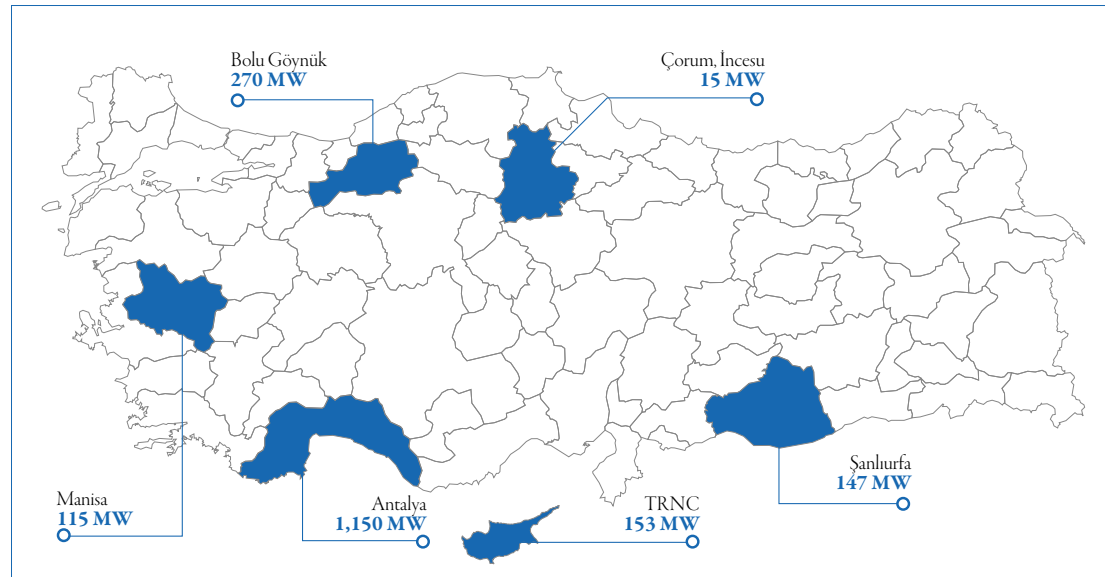 Bolu Göynük
270 MW
Çorum, İncesu
15 MW
Şanlıurfa
147 MW
Manisa
115 MW
Antalya
1,150 MW
TRNC
153 MW